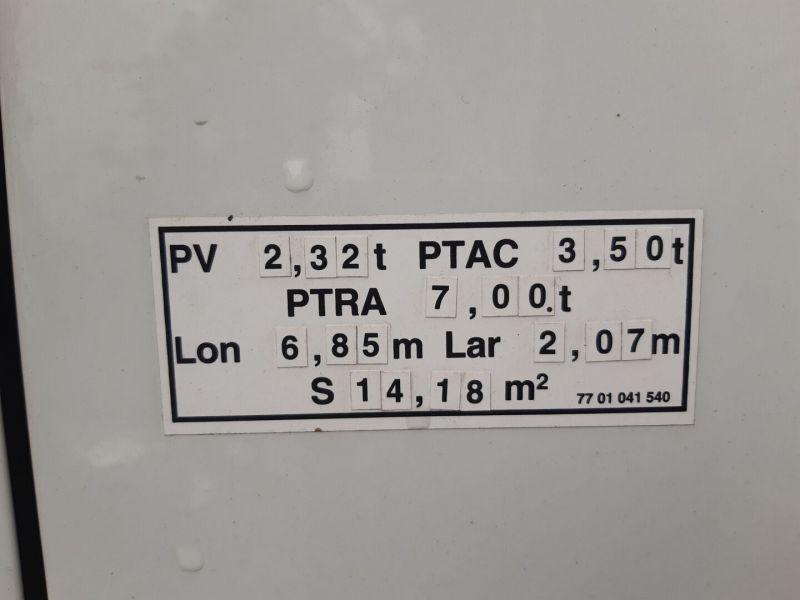 PV 2,32t PTAC 3,50t
PTRA 7,00.t
Lon 6,85m Lar 2,07m
S 14,18 m²
77 01 041 540